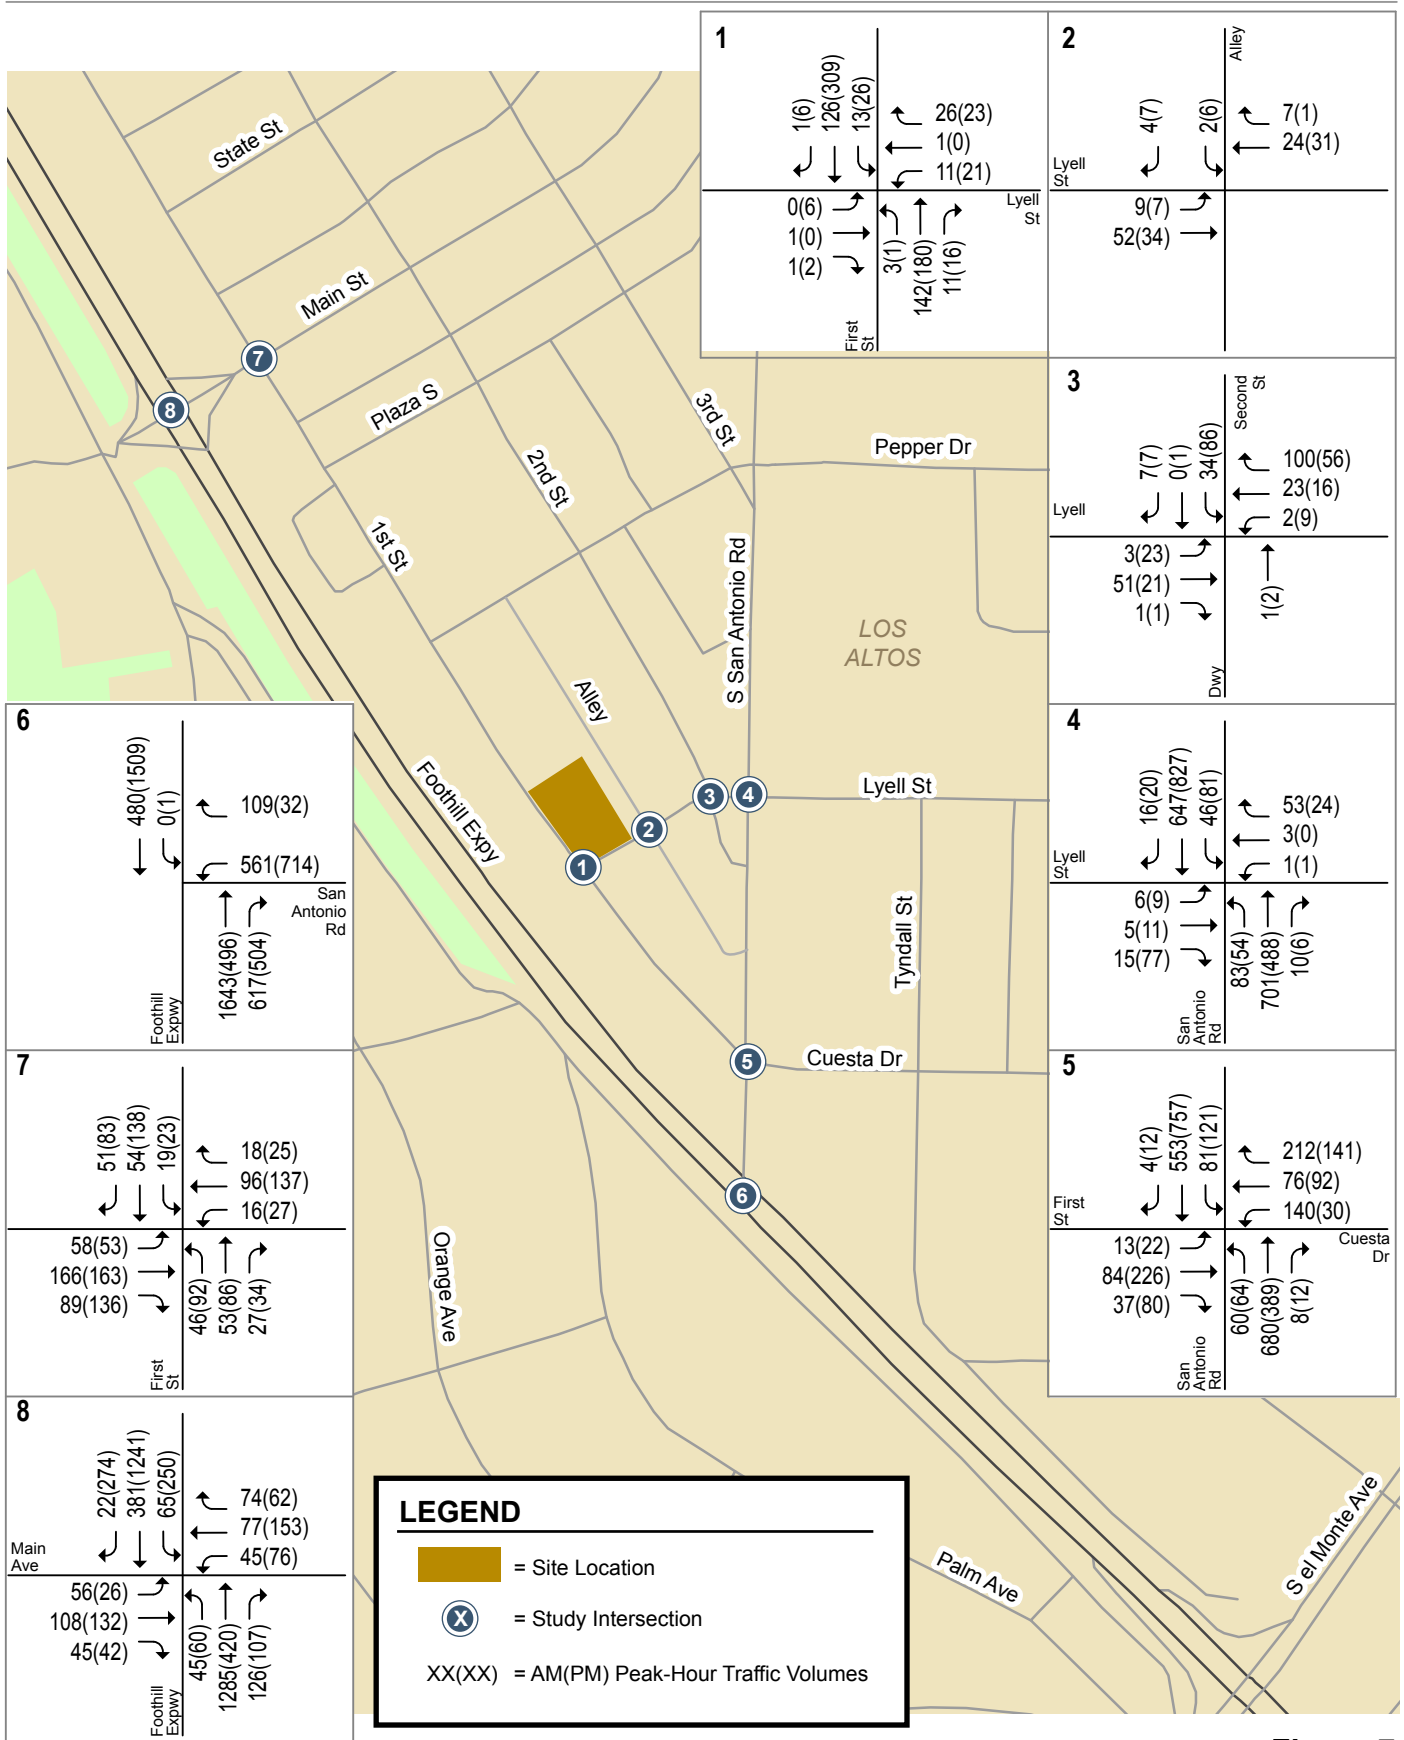 1
1(6)
126(309)
13(26)
26(23)
1(0)
11(21)
0(6)
1(0)
1(2)
3(1)
142(180)
11(16)
Lyell
St
First
St
2
Alley
4(7)
2(6)
7(1)
24(31)
Lyell
St
9(7)
52(34)
3
Second
St
7(7)
0(1)
34(86)
100(56)
23(16)
2(9)
Lyell
3(23)
51(21)
1(1)
1(2)
Dwy
4
16(20)
647(827)
46(81)
53(24)
3(0)
1(1)
Lyell
St
6(9)
5(11)
15(77)
83(54)
701(488)
10(6)
San
Antonio
Rd
5
4(12)
553(757)
81(121)
212(141)
76(92)
140(30)
First
St
Cuesta
Dr
13(22)
84(226)
37(80)
60(64)
680(389)
8(12)
San
Antonio
Rd
6
480(1509)
0(1)
109(32)
561(714)
San
Antonio
Rd
1643(496)
617(504)
Foothill
Expwy
7
51(83)
54(138)
19(23)
18(25)
96(137)
16(27)
58(53)
166(163)
89(136)
46(92)
53(86)
27(34)
First
St
8
22(274)
381(1241)
65(250)
74(62)
77(153)
45(76)
Main
Ave
56(26)
108(132)
45(42)
45(60)
1285(420)
126(107)
Foothill
Expwy
State St
Main St
Plaza S
3rd St
2nd St
1st St
Pepper Dr
S San Antonio Rd
LOS
ALTOS
Alley
Foothill Expy
Lyell St
Tyndall St
Cuesta Dr
Orange Ave
Palm Ave
S el Monte Ave
7
8
3
4
2
1
5
6
LEGEND
= Site Location
X
= Study Intersection
XX(XX) = AM(PM) Peak-Hour Traffic Volumes